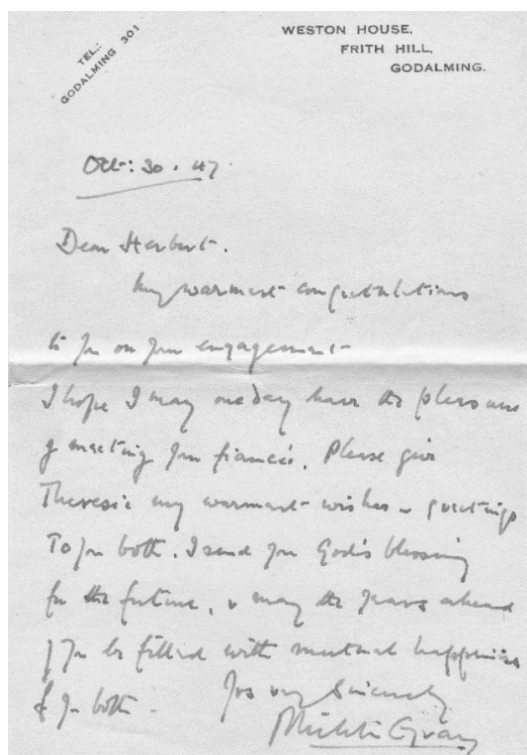 TEL.:
GODALMING 301
WESTON HOUSE,
FRITH HILL,
GODALMING.
Oct: 30. 47.
Dear Herbert.
My warmest congratulations
to you on your engagement
I hope I may one day have the pleasure
of meeting your fiancée. Please give
my warmest wishes & greetings
To you both. I send you God's blessing
for the future, & may the years ahead
of you be filled with mutual happiness
for you both -
Yrs very Sincerely
Gray